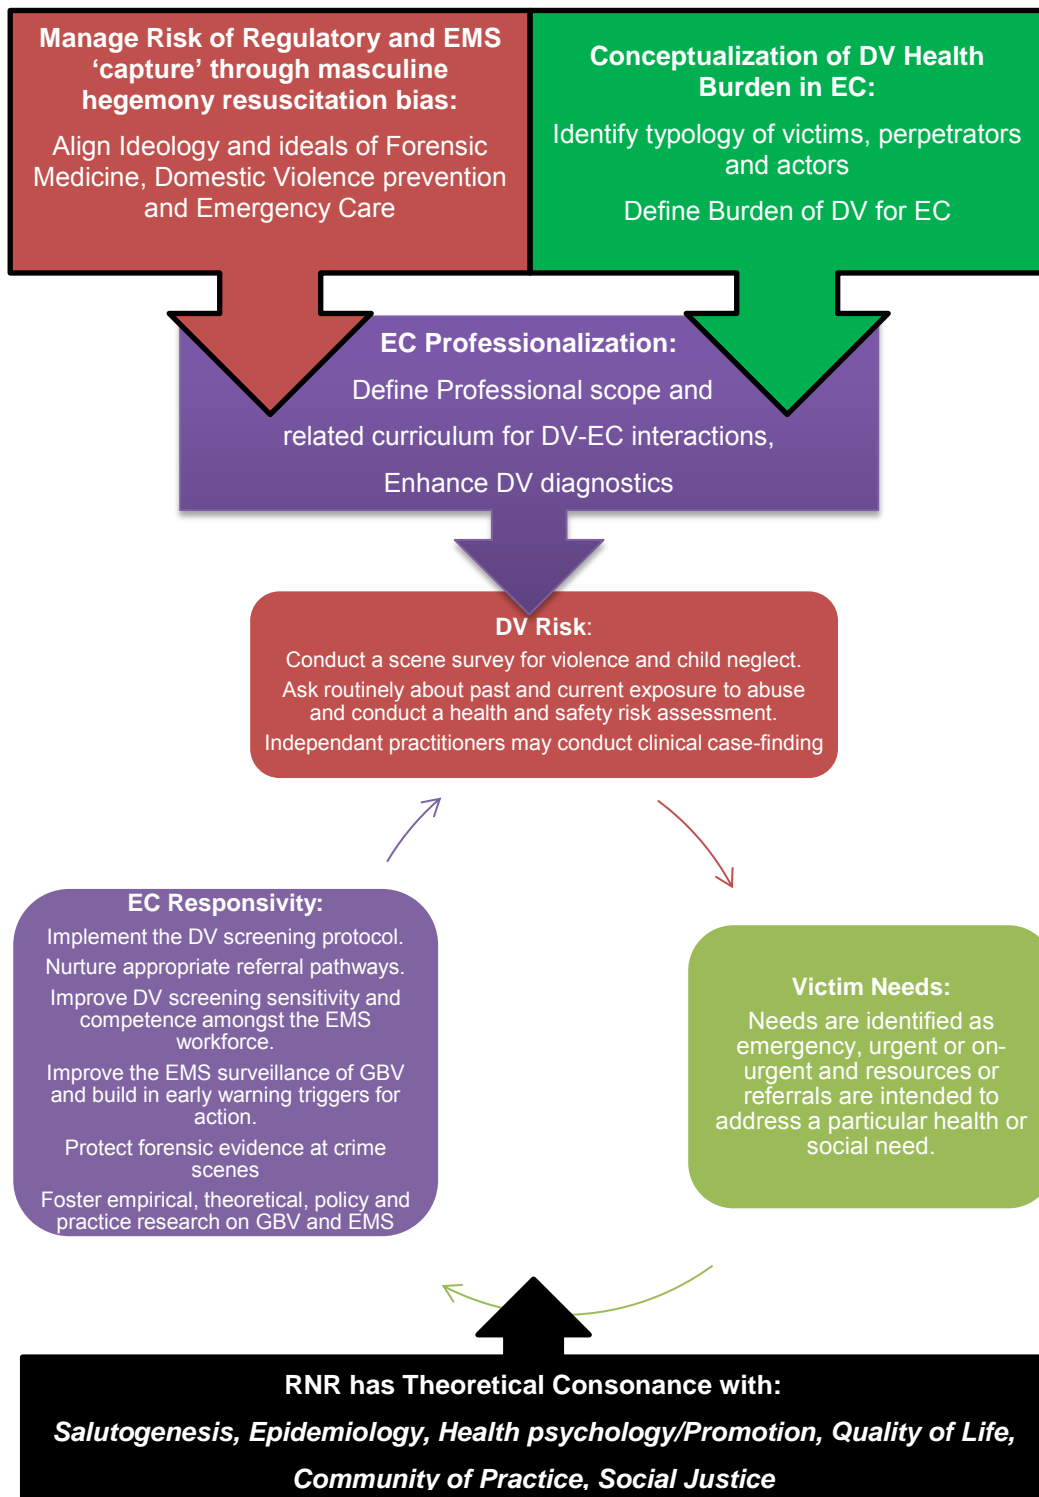 Manage Risk of Regulatory and EMS
‘capture’ through masculine
hegemony resuscitation bias:
Align Ideology and ideals of Forensic
Medicine, Domestic Violence prevention
and Emergency Care
Conceptualization of DV Health
Burden in EC:
Identify typology of victims, perpetrators
and actors
Define Burden of DV for EC
EC Professionalization:
Define Professional scope and
related curriculum for DV-EC interactions,
Enhance DV diagnostics
DV Risk:
Conduct a scene survey for violence and child neglect.
Ask routinely about past and current exposure to abuse
and conduct a health and safety risk assessment.
Independant practitioners may conduct clinical case-finding
Victim Needs:
Needs are identified as
emergency, urgent or on-
urgent and resources or
referrals are intended to
address a particular health or
social need.
EC Responsivity:
Implement the DV screening protocol.
Nurture appropriate referral pathways.
Improve DV screening sensitivity and
competence amongst the EMS
workforce.
Improve the EMS surveillance of GBV
and build in early warning triggers for
action.
Protect forensic evidence at crime
scenes
Foster empirical, theoretical, policy and
practice research on GBV and EMS
RNR has Theoretical Consonance with:
Salutogenesis, Epidemiology, Health psychology/Promotion, Quality of Life,
Community of Practice, Social Justice